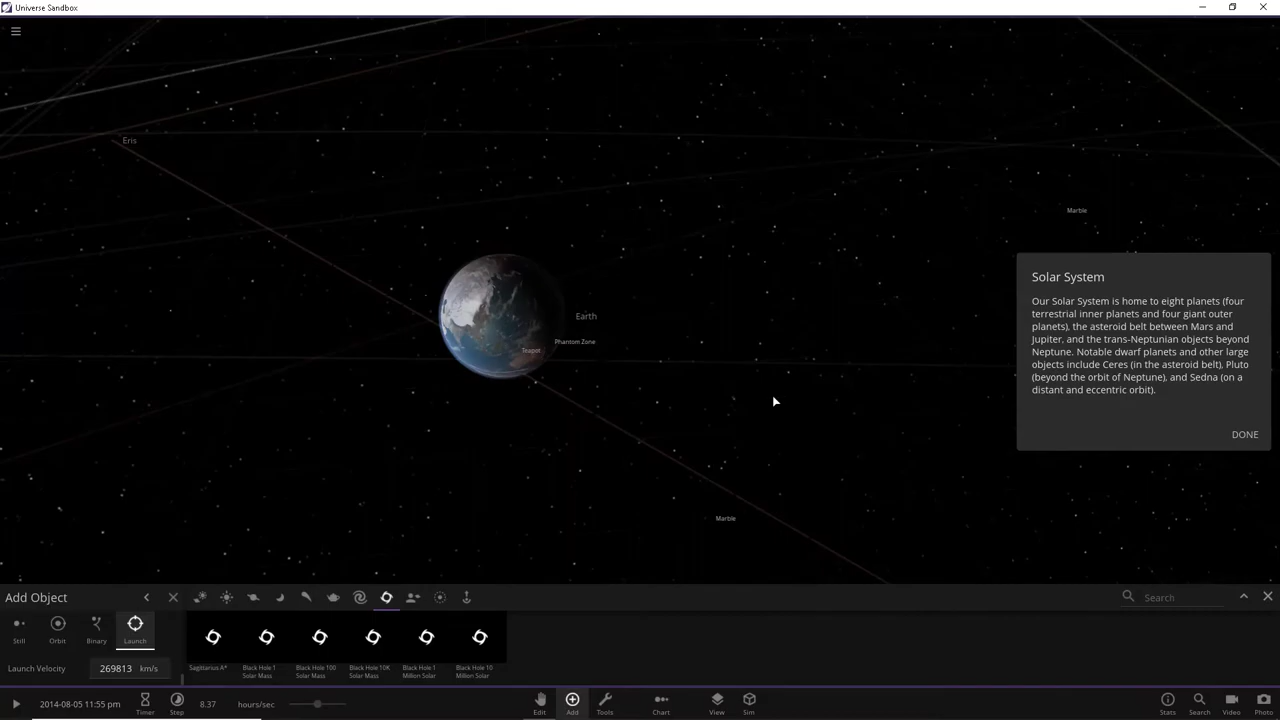 Universe Sandbox
Eris
Marble
Earth
Phantom Zone
Teapot
Marble
Solar System
Our Solar System is home to eight planets (four
terrestrial inner planets and four giant outer
planets), the asteroid belt between Mars and
Jupiter, and the trans-Neptunian objects beyond
Neptune. Notable dwarf planets and other large
objects include Ceres (in the asteroid belt), Pluto
(beyond the orbit of Neptune), and Sedna (on a
distant and eccentric orbit).
DONE
Add Object
Search
Still Orbit Binary Launch
Launch Velocity 269813 km/s
Sagittarius A*
Black Hole 1
Solar Mass
Black Hole 100
Solar Mass
Black Hole 10K
Solar Mass
Black Hole 1
Million Solar
Black Hole 10
Million Solar
2014-08-05 11:55 pm
Timer
Step
8.37 hours/sec
Edit Add Tools Chart View Sim
Stats Search Video Photo